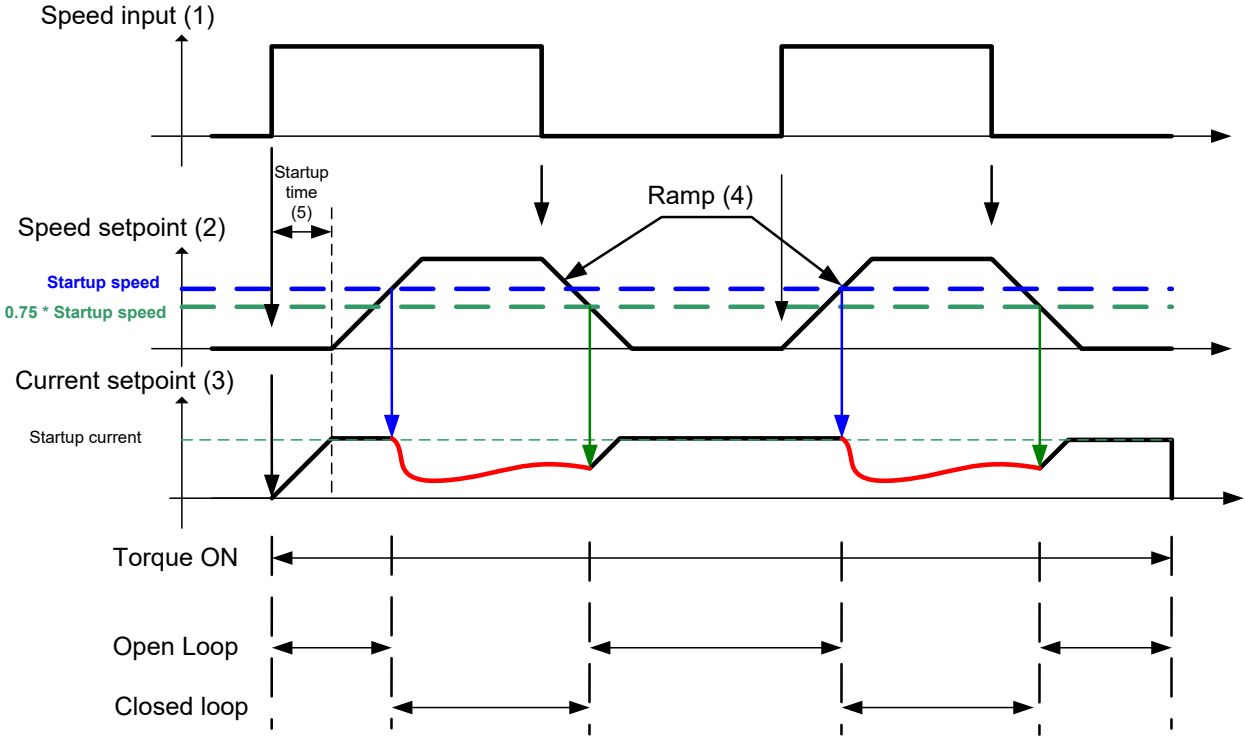 Speed input (1)
Startup
time
(5)
Ramp (4)
Speed setpoint (2)
Startup speed
0.75 * Startup speed
Current setpoint (3)
Startup current
Torque ON
Open Loop
Closed loop